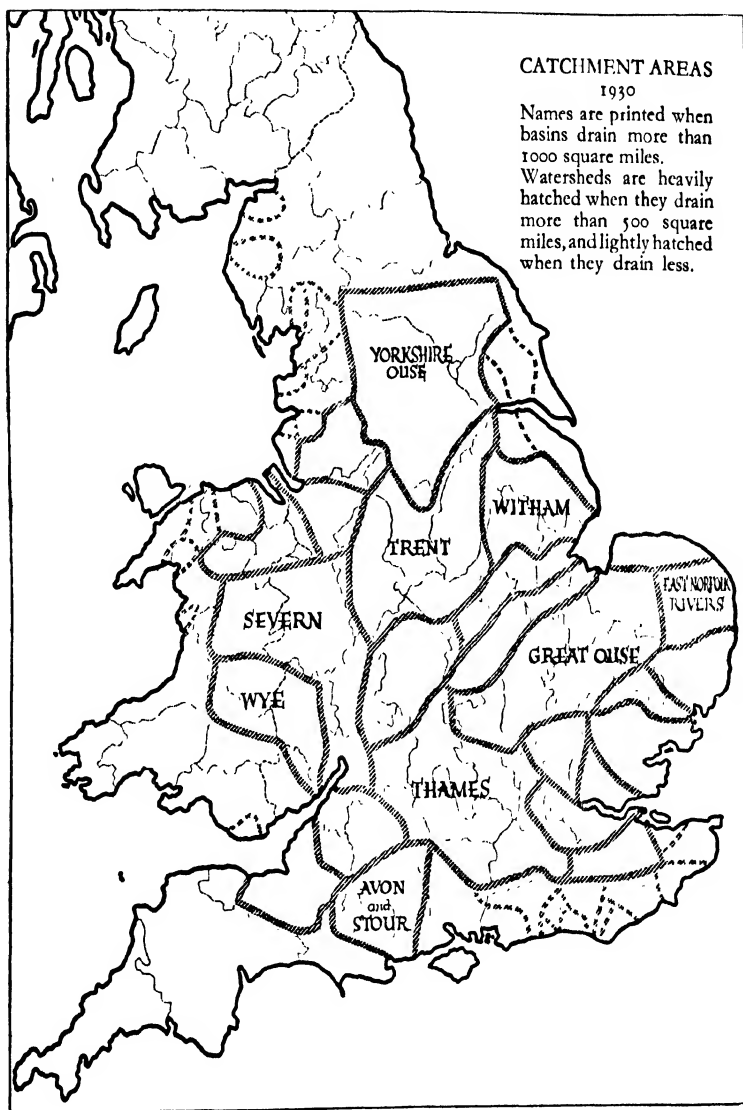 CATCHMENT AREAS
1930
Names are printed when
basins drain more than
1000 square miles.
Watersheds are heavily
hatched when they drain
more than 500 square
miles, and lightly hatched
when they drain less.
YORKSHIRE
OUSE
WITHAM
TRENT
EAST NORFOLK
RIVERS
SEVERN
GREAT OUSE
WYE
THAMES
AVON
and
STOUR